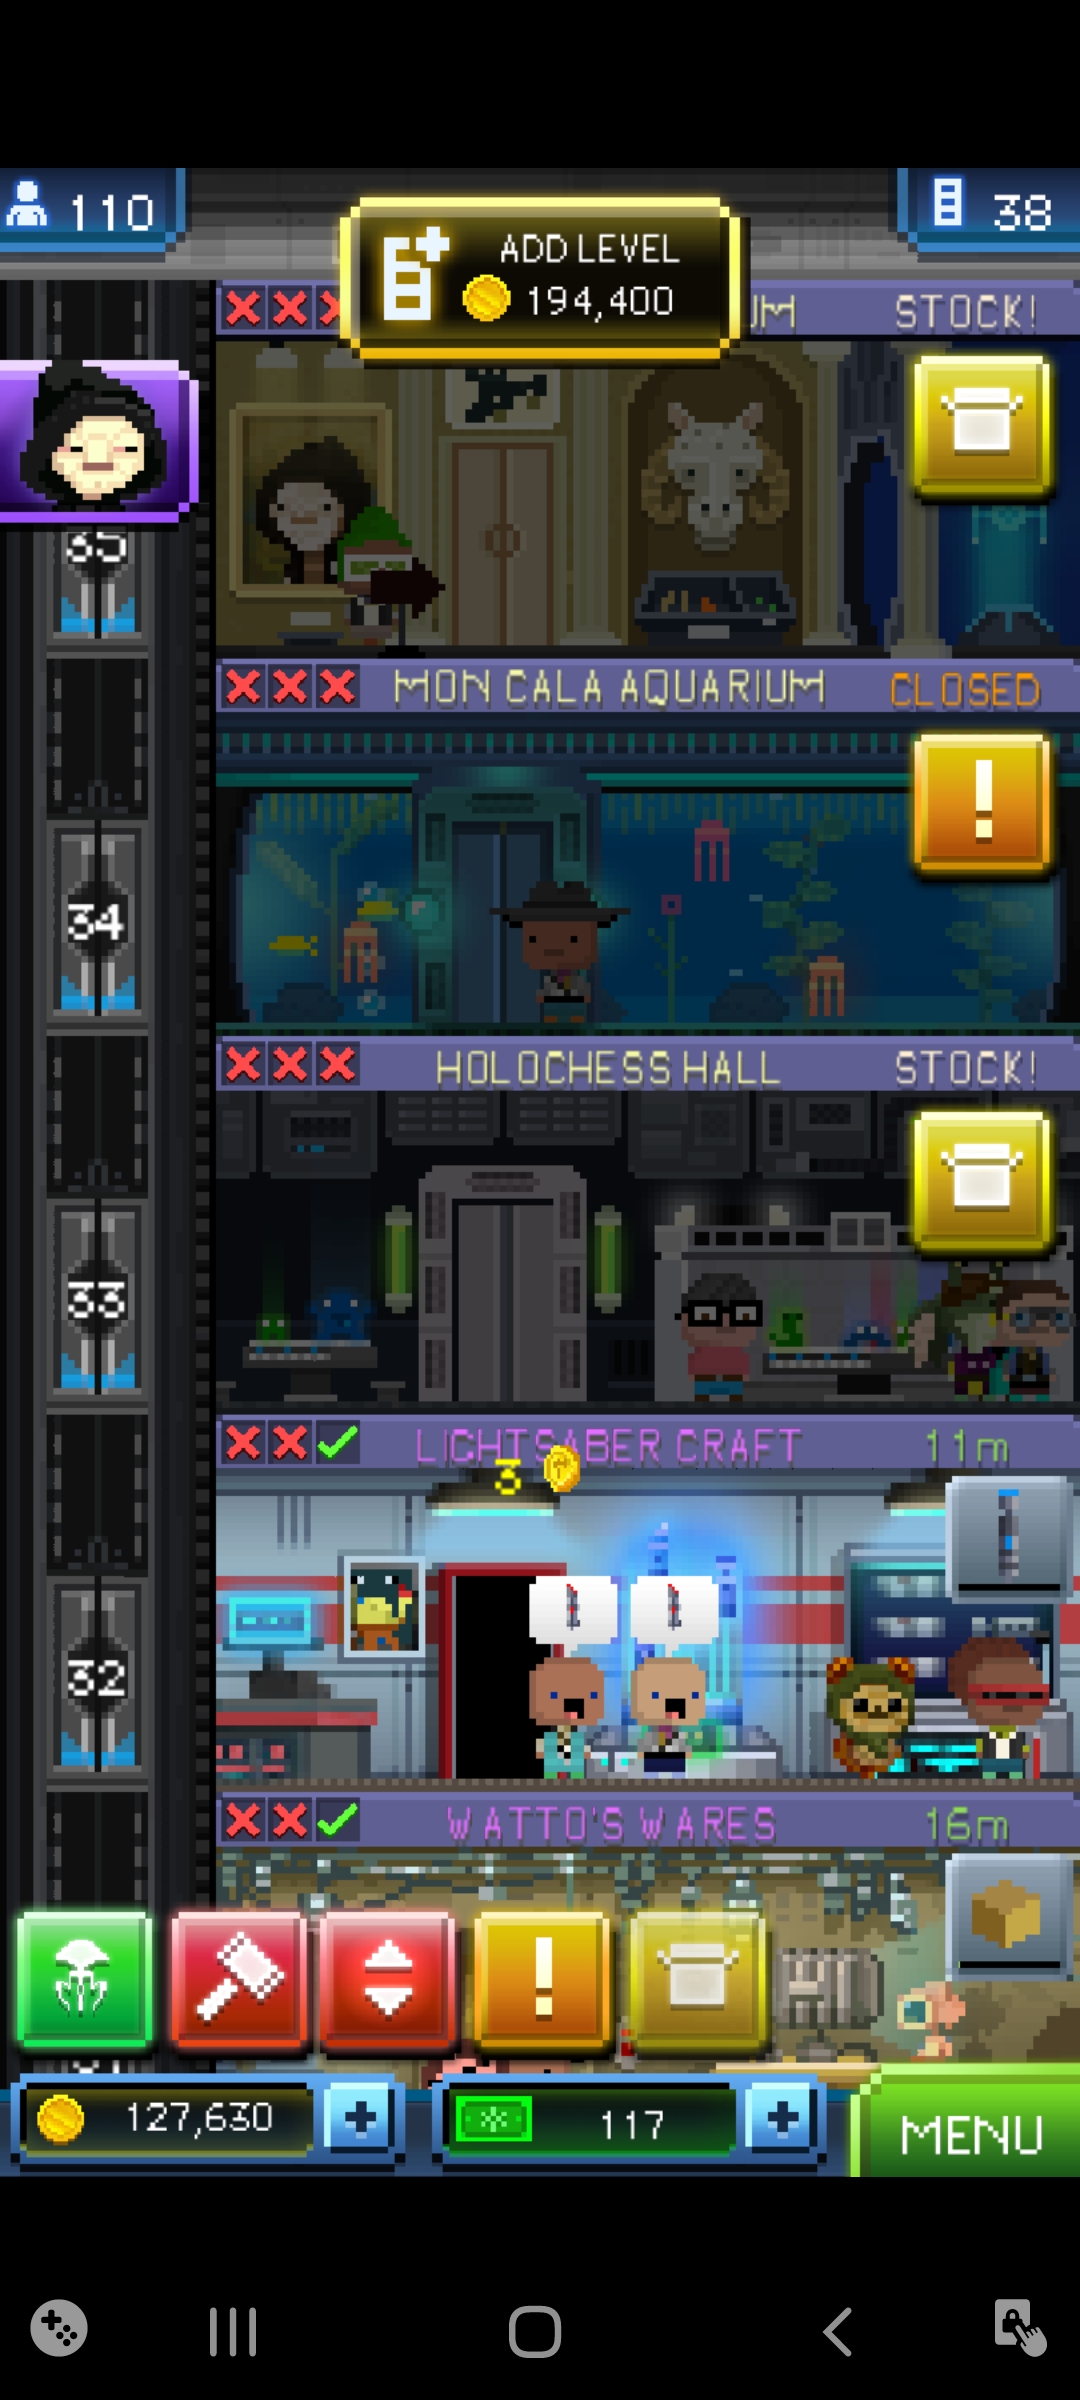 110
ADD LEVEL
194,400
38
UM STOCK!
35
MON CALA AQUARIUM CLOSED
!
34
HOLOCHESS HALL STOCK!
33
LIGHTSABER CRAFT 11m
3
32
WATTO'S WARES 16m
!
127,630 + 117 + MENU